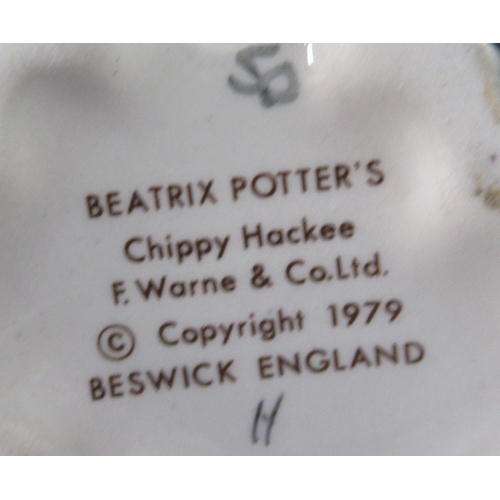 BEATRIX POTTER'S
Chippy Hackee
F. Warne & Co.Ltd.
© Copyright 1979
BESWICK ENGLAND